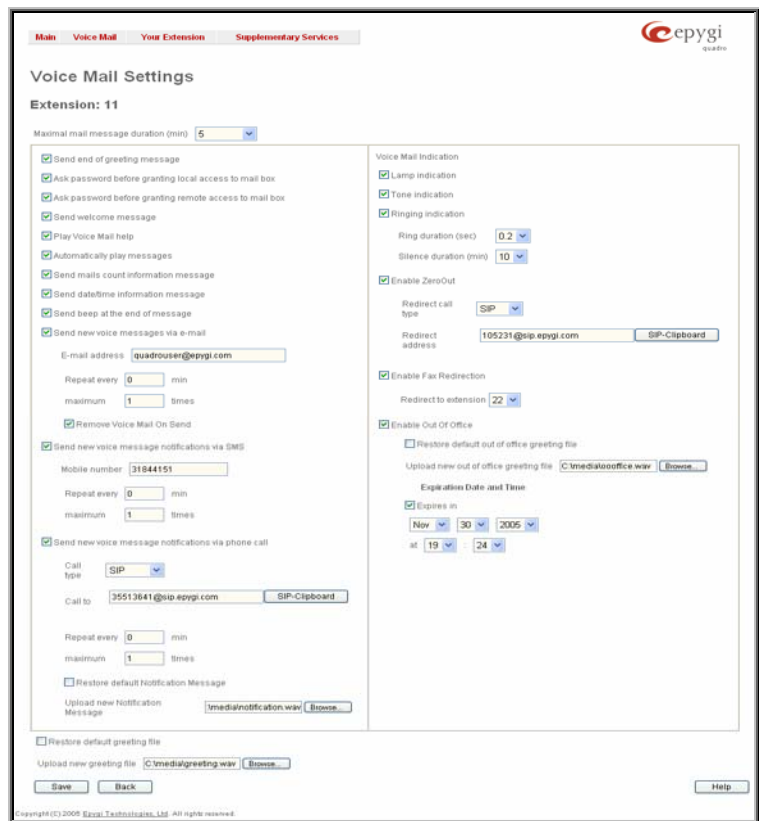 Main Voice Mail Your Extension Supplementary Services
epygi
quadro
Voice Mail Settings
Extension: 11
Maximal mail message duration (min) 5
Send end of greeting message
Ask password before granting local access to mail box
Ask password before granting remote access to mail box
Send welcome message
Play Voice Mail help
Automatically play messages
Send mails count information message
Send date/time information message
Send beep at the end of message
Send new voice messages via e-mail
E-mail address quadrouser@epygi.com
Repeat every 0 min
maximum 1 times
Remove Voice Mail On Send
Send new voice message notifications via SMS
Mobile number 31844151
Repeat every 0 min
maximum 1 times
Send new voice message notifications via phone call
Call type SIP
Call to 35513641@sip.epygi.com SIP-Clipboard
Repeat every 0 min
maximum 1 times
Restore default Notification Message
Upload new Notification Message \media\notification.wav Browse...
Voice Mail Indication
Lamp indication
Tone indication
Ringing indication
Ring duration (sec) 0.2
Silence duration (min) 10
Enable ZeroOut
Redirect call type SIP
Redirect address 105231@sip.epygi.com SIP-Clipboard
Enable Fax Redirection
Redirect to extension 22
Enable Out Of Office
Restore default out of office greeting file
Upload new out of office greeting file C:\media\oooffice.wav Browse...
Expiration Date and Time
Expires in
Nov 30 2005
at 19 : 24
Restore default greeting file
Upload new greeting file C:\media\greeting.wav Browse...
Save Back Help
Copyright (C) 2005 Epygi Technologies, Ltd. All rights reserved.